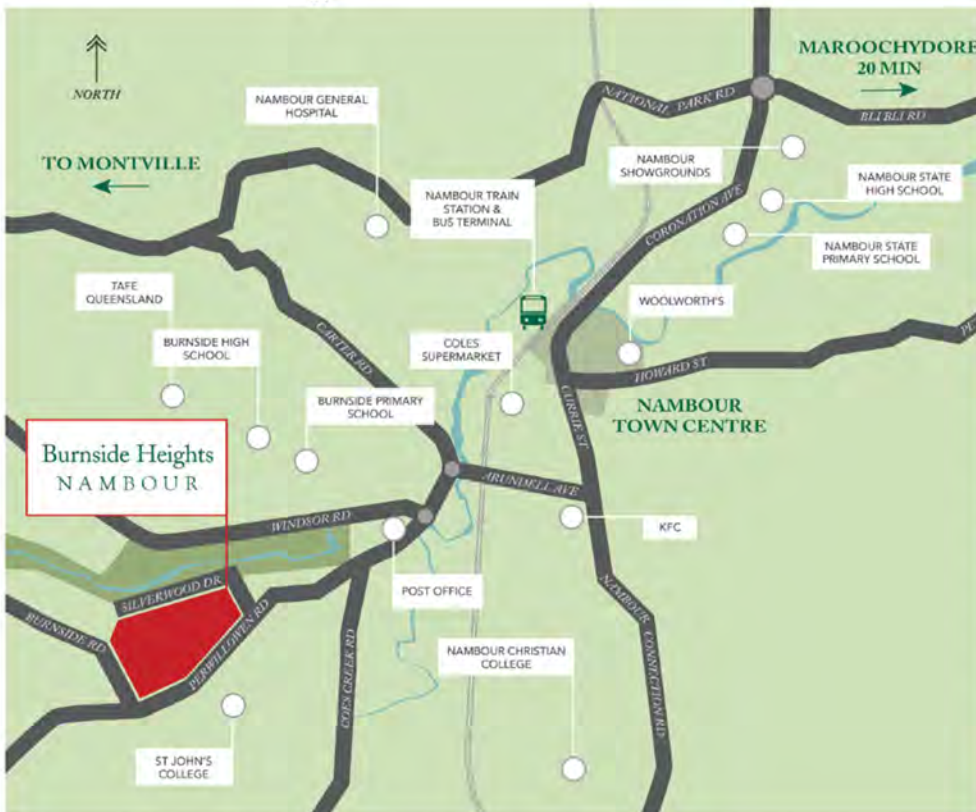 MAROOCHYDORE
20 MIN
NORTH
NAMBOUR GENERAL
HOSPITAL
NATIONAL PARK RD
BLI BLI RD
TO MONTVILLE
NAMBOUR
SHOWGROUNDS
NAMBOUR TRAIN
STATION &
BUS TERMINAL
NAMBOUR STATE
HIGH SCHOOL
CORONATION AVE
NAMBOUR STATE
PRIMARY SCHOOL
TAFE
QUEENSLAND
WOOLWORTH'S
BURNSIDE HIGH
SCHOOL
CARTER RD
COLES
SUPERMARKET
HOWARD ST
BURNSIDE PRIMARY
SCHOOL
CURRIE ST
NAMBOUR
TOWN CENTRE
Burnside Heights
NAMBOUR
ARUNDELL AVE
WINDSOR RD
KFC
POST OFFICE
SILVERWOOD DR
BURNSIDE RD
PERWILLOWEN RD
COES CREEK RD
NAMBOUR CONNECTION RD
NAMBOUR CHRISTIAN
COLLEGE
ST JOHN'S
COLLEGE